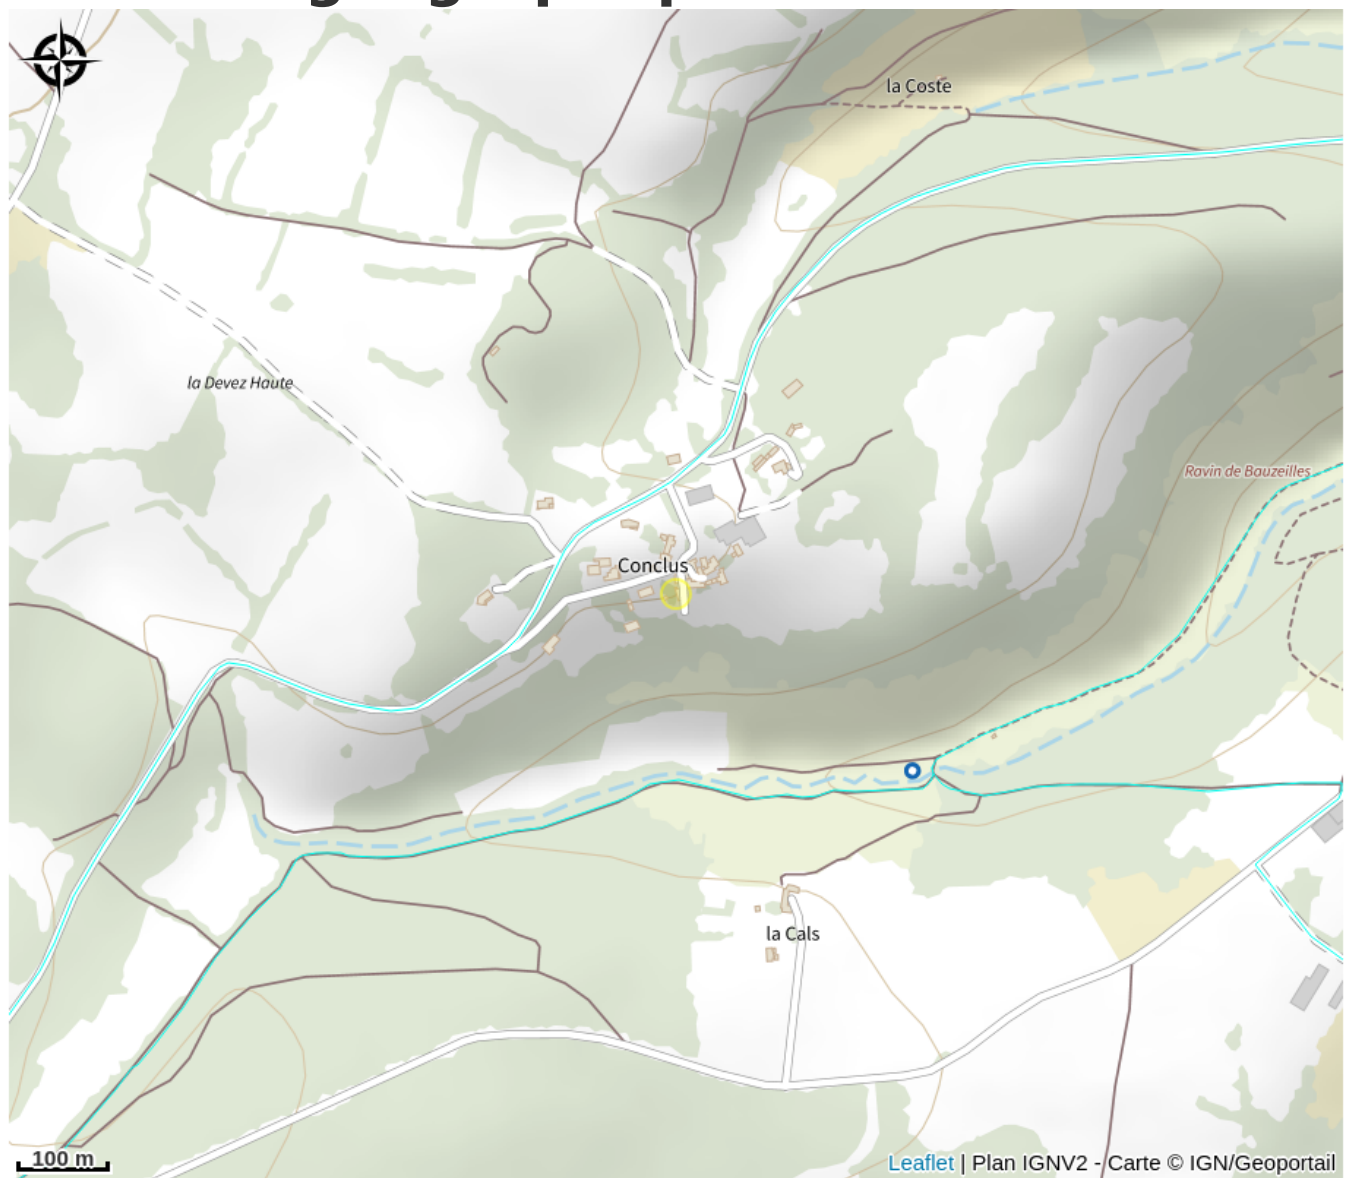 la Coste
la Devez Haute
Ravin de Bauzeilles
Conclus
la Cals
100 m
Leaflet | Plan IGNV2 - Carte © IGN/Geoportail